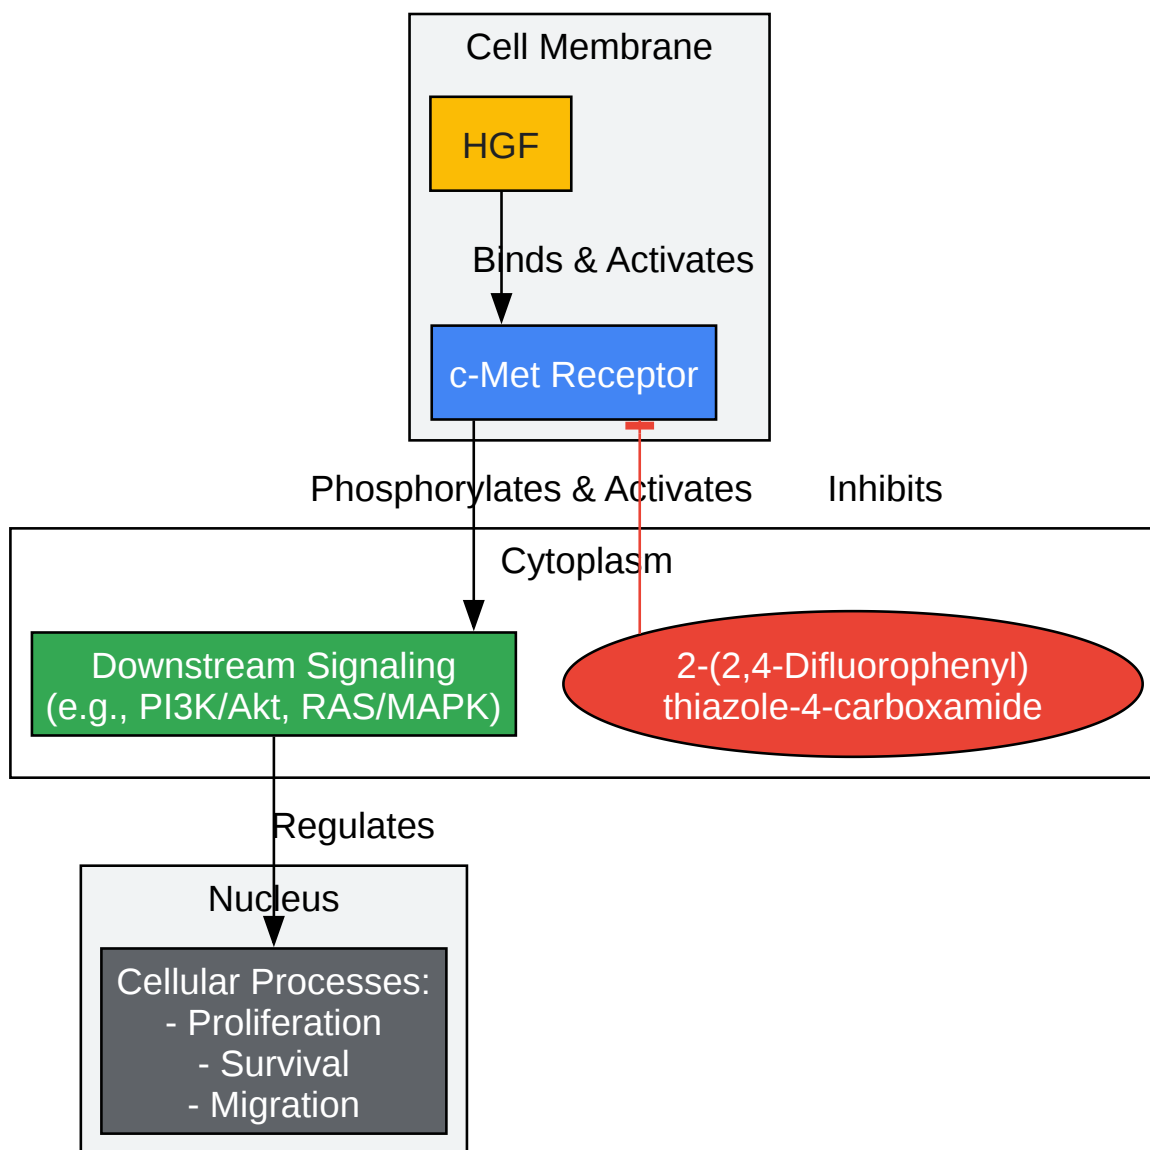 Cell Membrane
HGF
Binds & Activates
c-Met Receptor
Phosphorylates & Activates
Inhibits
Cytoplasm
Downstream Signaling
(e.g., PI3K/Akt, RAS/MAPK)
2-(2,4-Difluorophenyl)
thiazole-4-carboxamide
Regulates
Nucleus
Cellular Processes:
- Proliferation
- Survival
- Migration